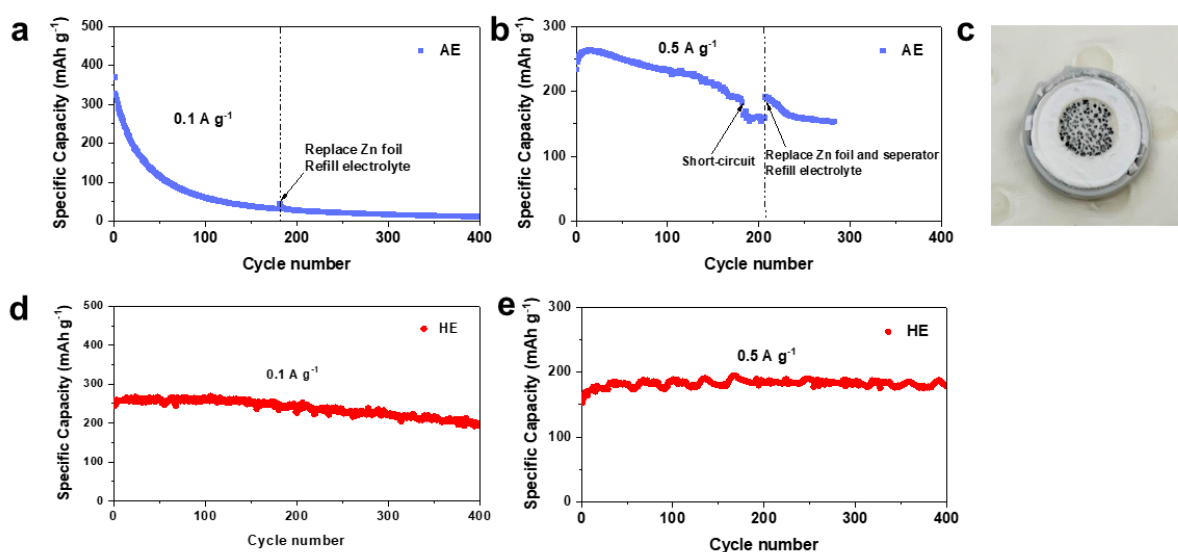 a
Specific Capacity (mAh g⁻¹)
500
400
300
200
100
0
AE
0.1 A g⁻¹
Replace Zn foil
Refill electrolyte
0
100
200
300
400
Cycle number
b
Specific Capacity (mAh g⁻¹)
300
200
100
0
0.5 A g⁻¹
AE
Short-circuit
Replace Zn foil and seperator
Refill electrolyte
0
100
200
300
400
Cycle number
c
d
Specific Capacity (mAh g⁻¹)
500
400
300
200
100
0
HE
0.1 A g⁻¹
0
100
200
300
400
Cycle number
e
Specific Capacity (mAh g⁻¹)
300
200
100
0
HE
0.5 A g⁻¹
0
100
200
300
400
Cycle number